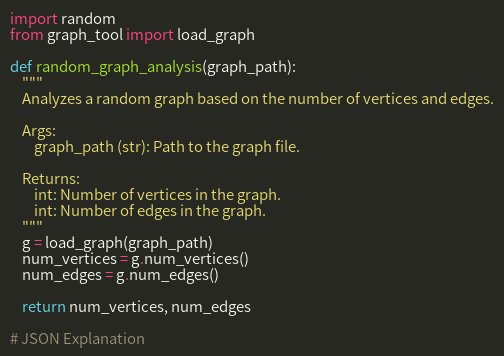 import random
from graph_tool import load_graph
def random_graph_analysis(graph_path):
"""
Analyzes a random graph based on the number of vertices and edges.
Args:
graph_path (str): Path to the graph file.
Returns:
int: Number of vertices in the graph.
int: Number of edges in the graph.
"""
g = load_graph(graph_path)
num_vertices = g.num_vertices()
num_edges = g.num_edges()
return num_vertices, num_edges
# JSON Explanation